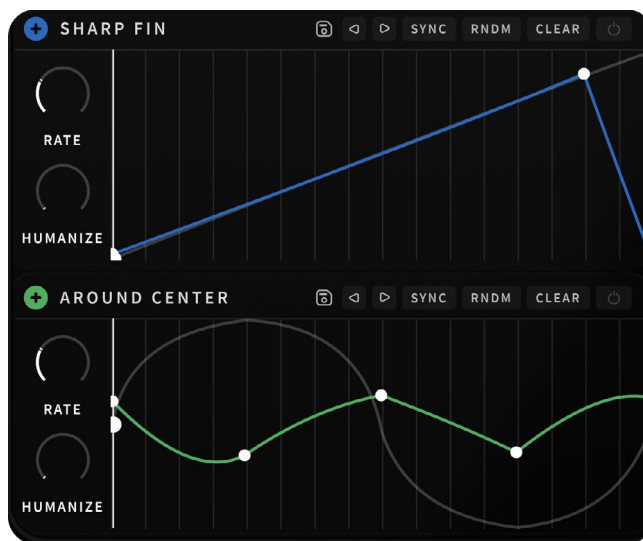 SHARP FIN SYNC RNDM CLEAR
RATE
HUMANIZE
AROUND CENTER SYNC RNDM CLEAR
RATE
HUMANIZE